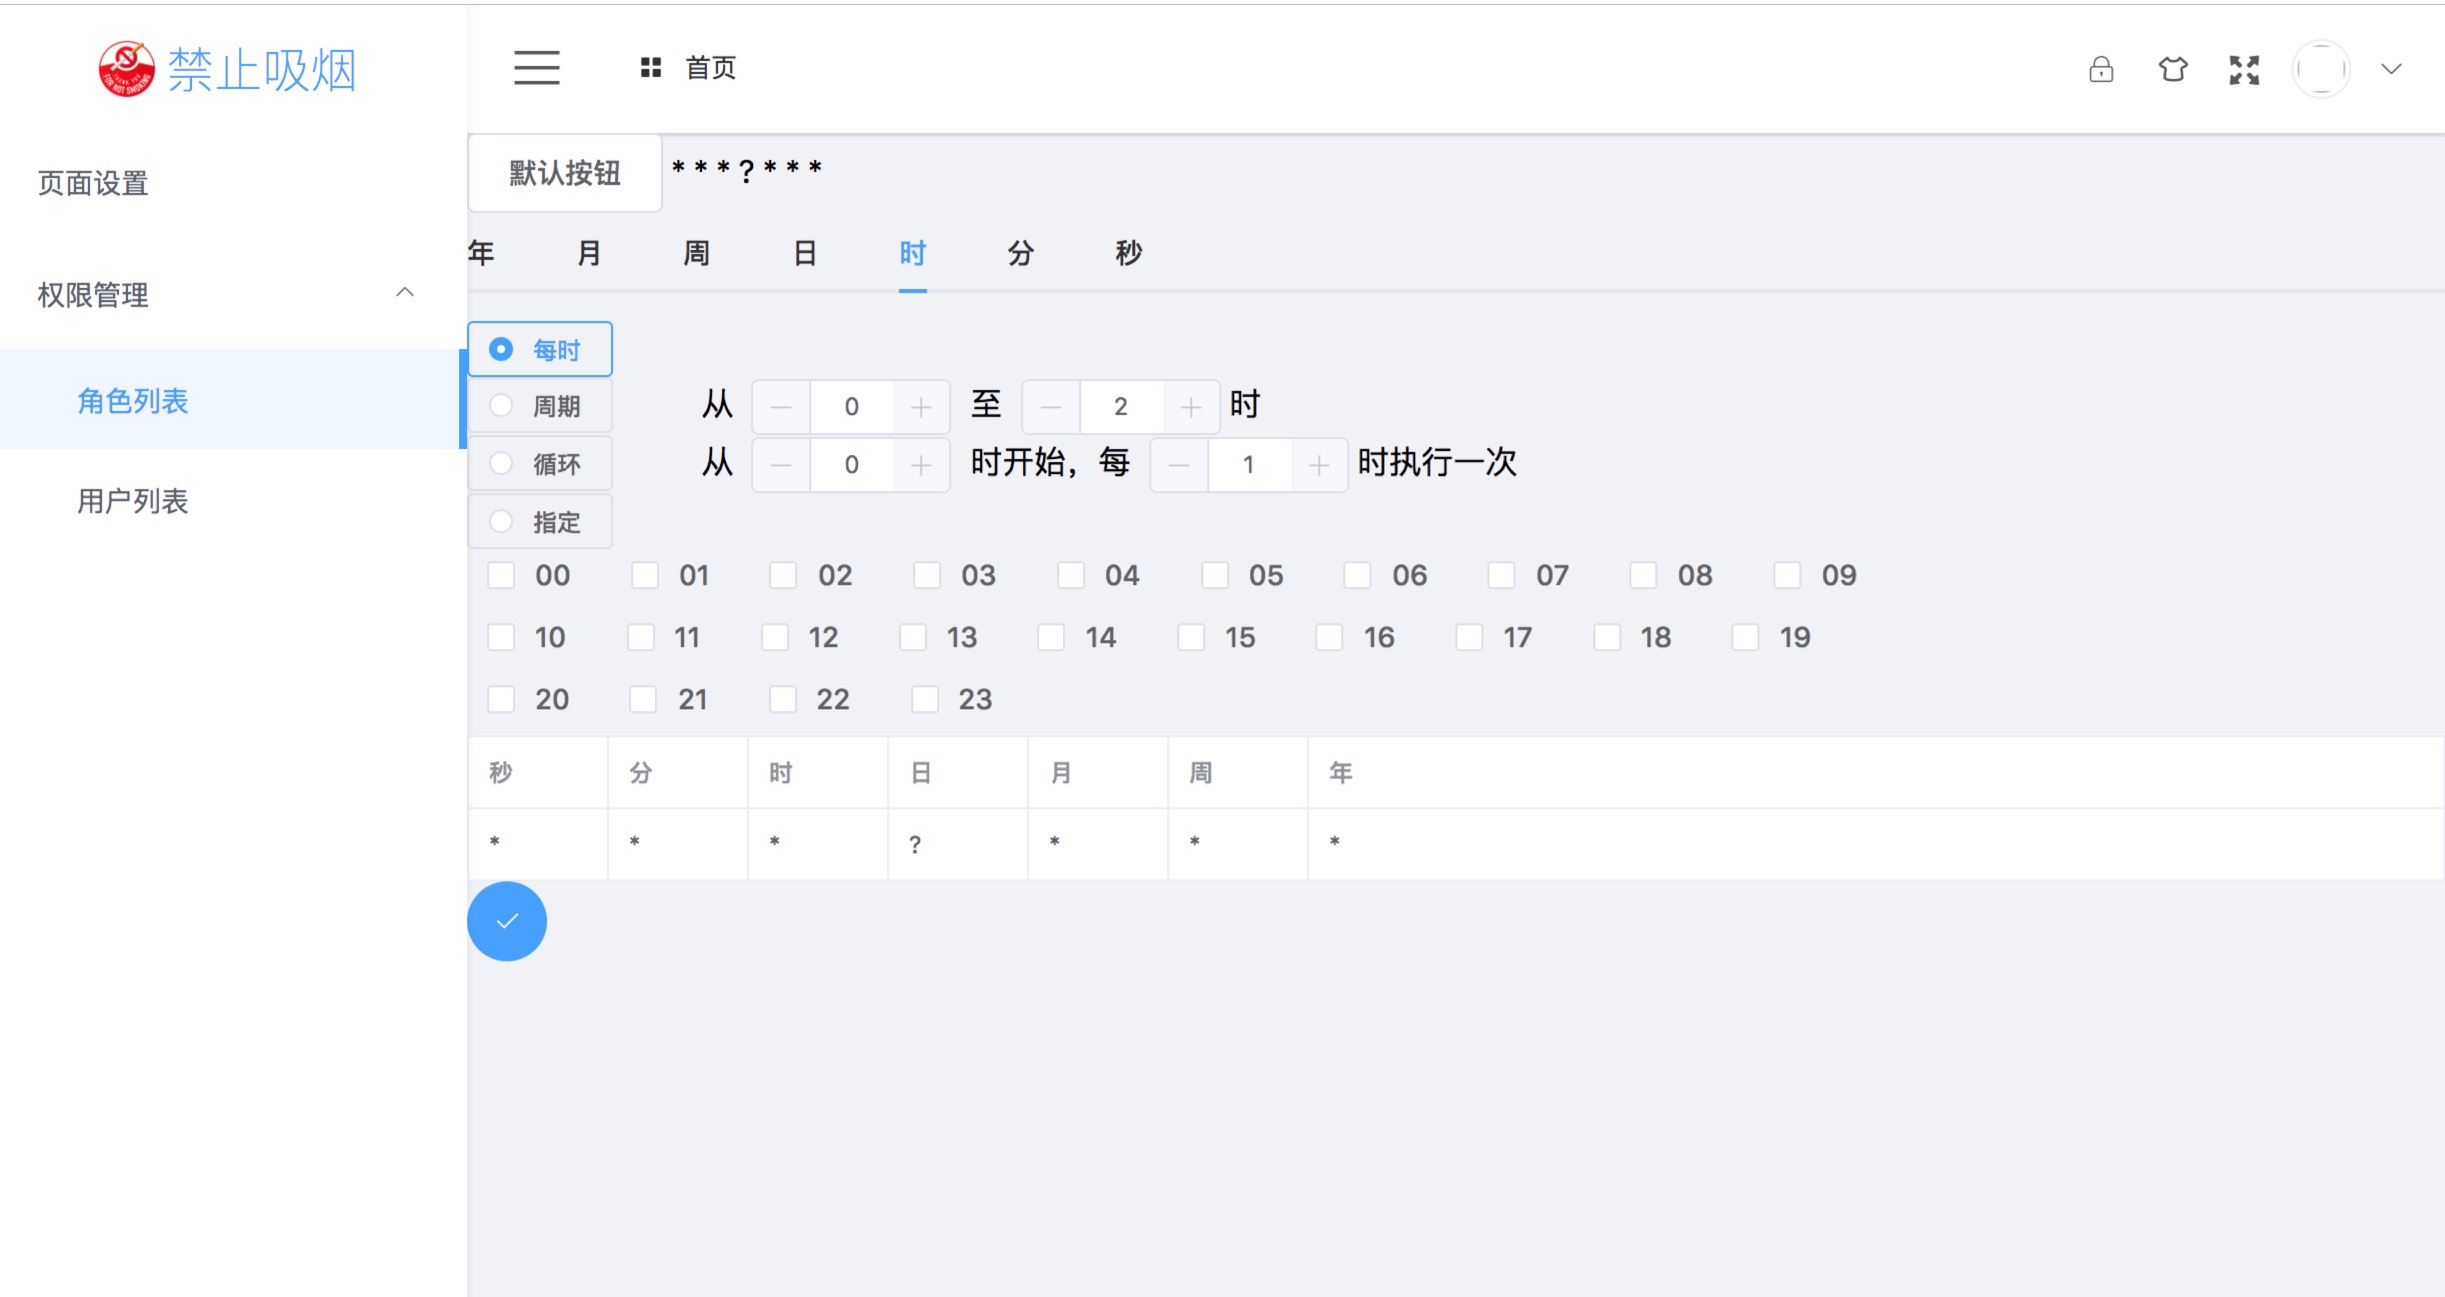 禁止吸烟
首页
页面设置
权限管理
角色列表
用户列表
默认按钮 * * * ? * * *
年 月 周 日 时 分 秒
每时
周期 从 0 至 2 时
循环 从 0 时开始，每 1 时执行一次
指定
00 01 02 03 04 05 06 07 08 09
10 11 12 13 14 15 16 17 18 19
20 21 22 23
秒 分 时 日 月 周 年
* * * ? * * *